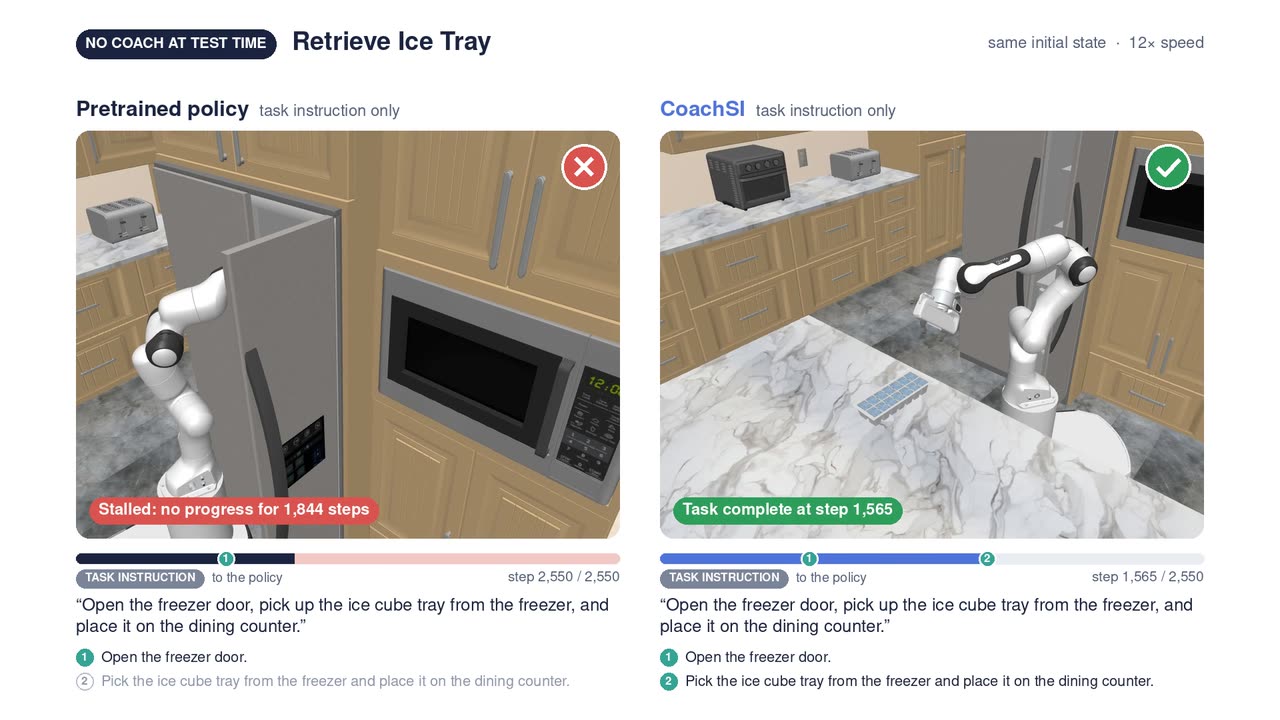 NO COACH AT TEST TIME Retrieve Ice Tray
same initial state · 12× speed
Pretrained policy task instruction only
Stalled: no progress for 1,844 steps
1
TASK INSTRUCTION to the policy
step 2,550 / 2,550
“Open the freezer door, pick up the ice cube tray from the freezer, and
place it on the dining counter.”
1 Open the freezer door.
2 Pick the ice cube tray from the freezer and place it on the dining counter.
CoachSI task instruction only
Task complete at step 1,565
1 2
TASK INSTRUCTION to the policy
step 1,565 / 2,550
“Open the freezer door, pick up the ice cube tray from the freezer, and
place it on the dining counter.”
1 Open the freezer door.
2 Pick the ice cube tray from the freezer and place it on the dining counter.